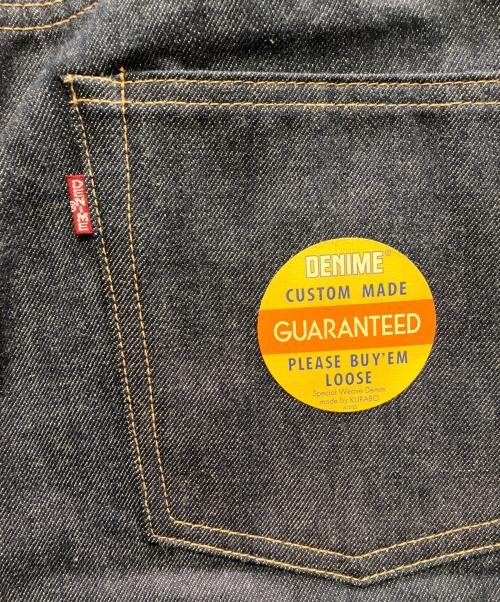 DENIME
DENIME®
CUSTOM MADE
GUARANTEED
PLEASE BUY'EM
LOOSE
Special Weave Denim
made by KURABO